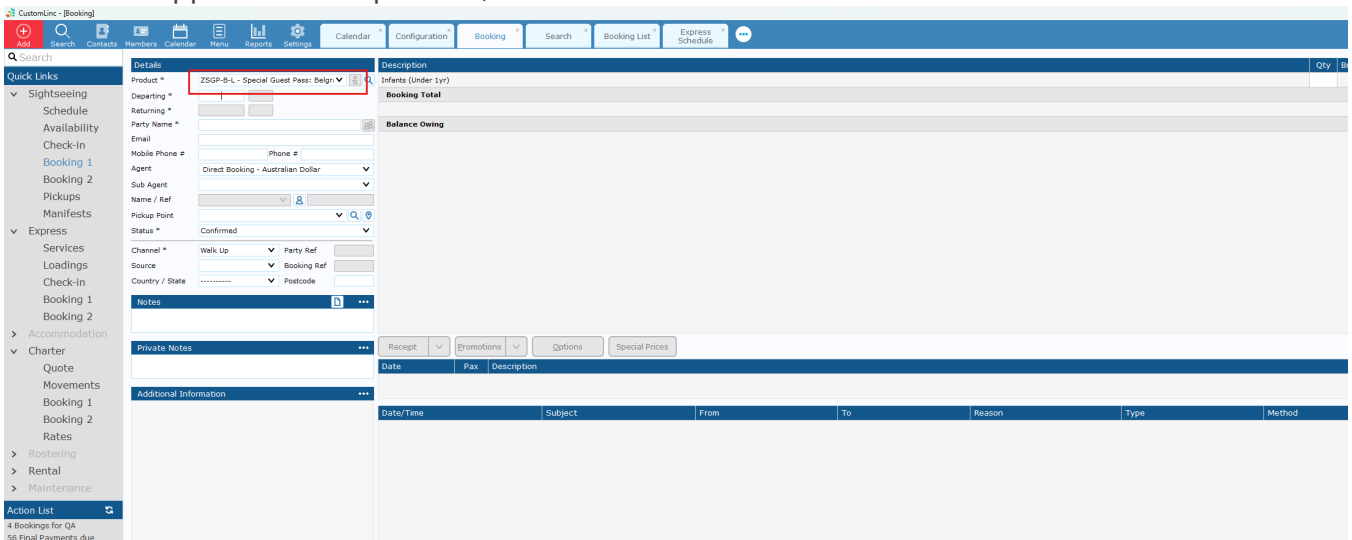 CustomLinc - [Booking]
Add Search Contacts Members Calendar Menu Reports Settings
Calendar Configuration Booking Search Booking List Express Schedule
Search
Quick Links
Sightseeing
Schedule
Availability
Check-in
Booking 1
Booking 2
Pickups
Manifests
Express
Services
Loadings
Check-in
Booking 1
Booking 2
Accommodation
Charter
Quote
Movements
Booking 1
Booking 2
Rates
Rostering
Rental
Maintenance
Action List
4 Bookings for QA
56 Final Payments due
Details
Product * ZSGP-B-L - Special Guest Pass: Belgr
Departing *
Returning *
Party Name *
Email
Mobile Phone # Phone #
Agent Direct Booking - Australian Dollar
Sub Agent
Name / Ref
Pickup Point
Status * Confirmed
Channel * Walk Up Party Ref
Source Booking Ref
Country / State ---------- Postcode
Notes
Private Notes
Additional Information
Description Qty
Infants (Under 1yr)
Booking Total
Balance Owing
Receipt Promotions Options Special Prices
Date Pax Description
Date/Time Subject From To Reason Type Method